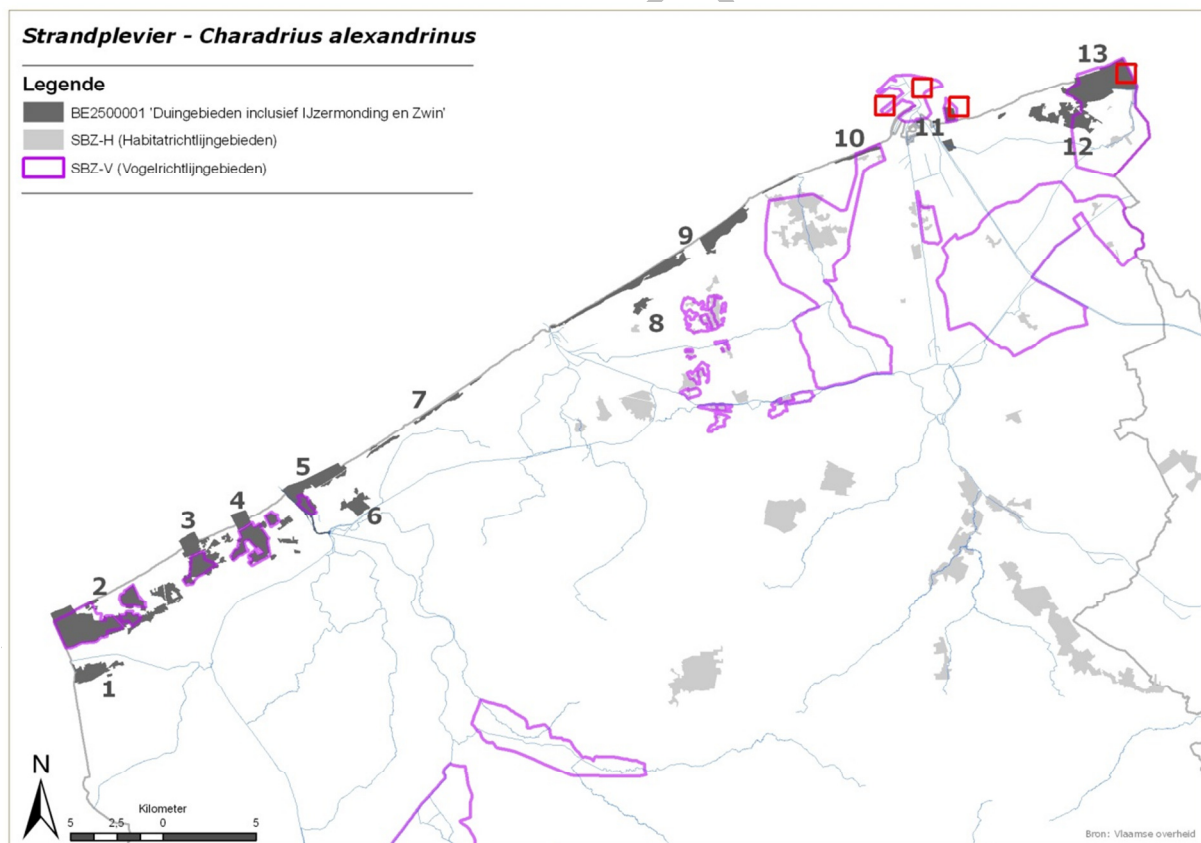 Strandplevier - Charadrius alexandrinus
Legende
BE2500001 'Duingebieden inclusief IJzermonding en Zwin'
SBZ-H (Habitatrichtlijngebieden)
SBZ-V (Vogelrichtlijngebieden)
13
12
11
10
9
8
7
5
6
4
3
2
1
N
Kilometer
5 2,5 0 5
Bron: Vlaamse overheid